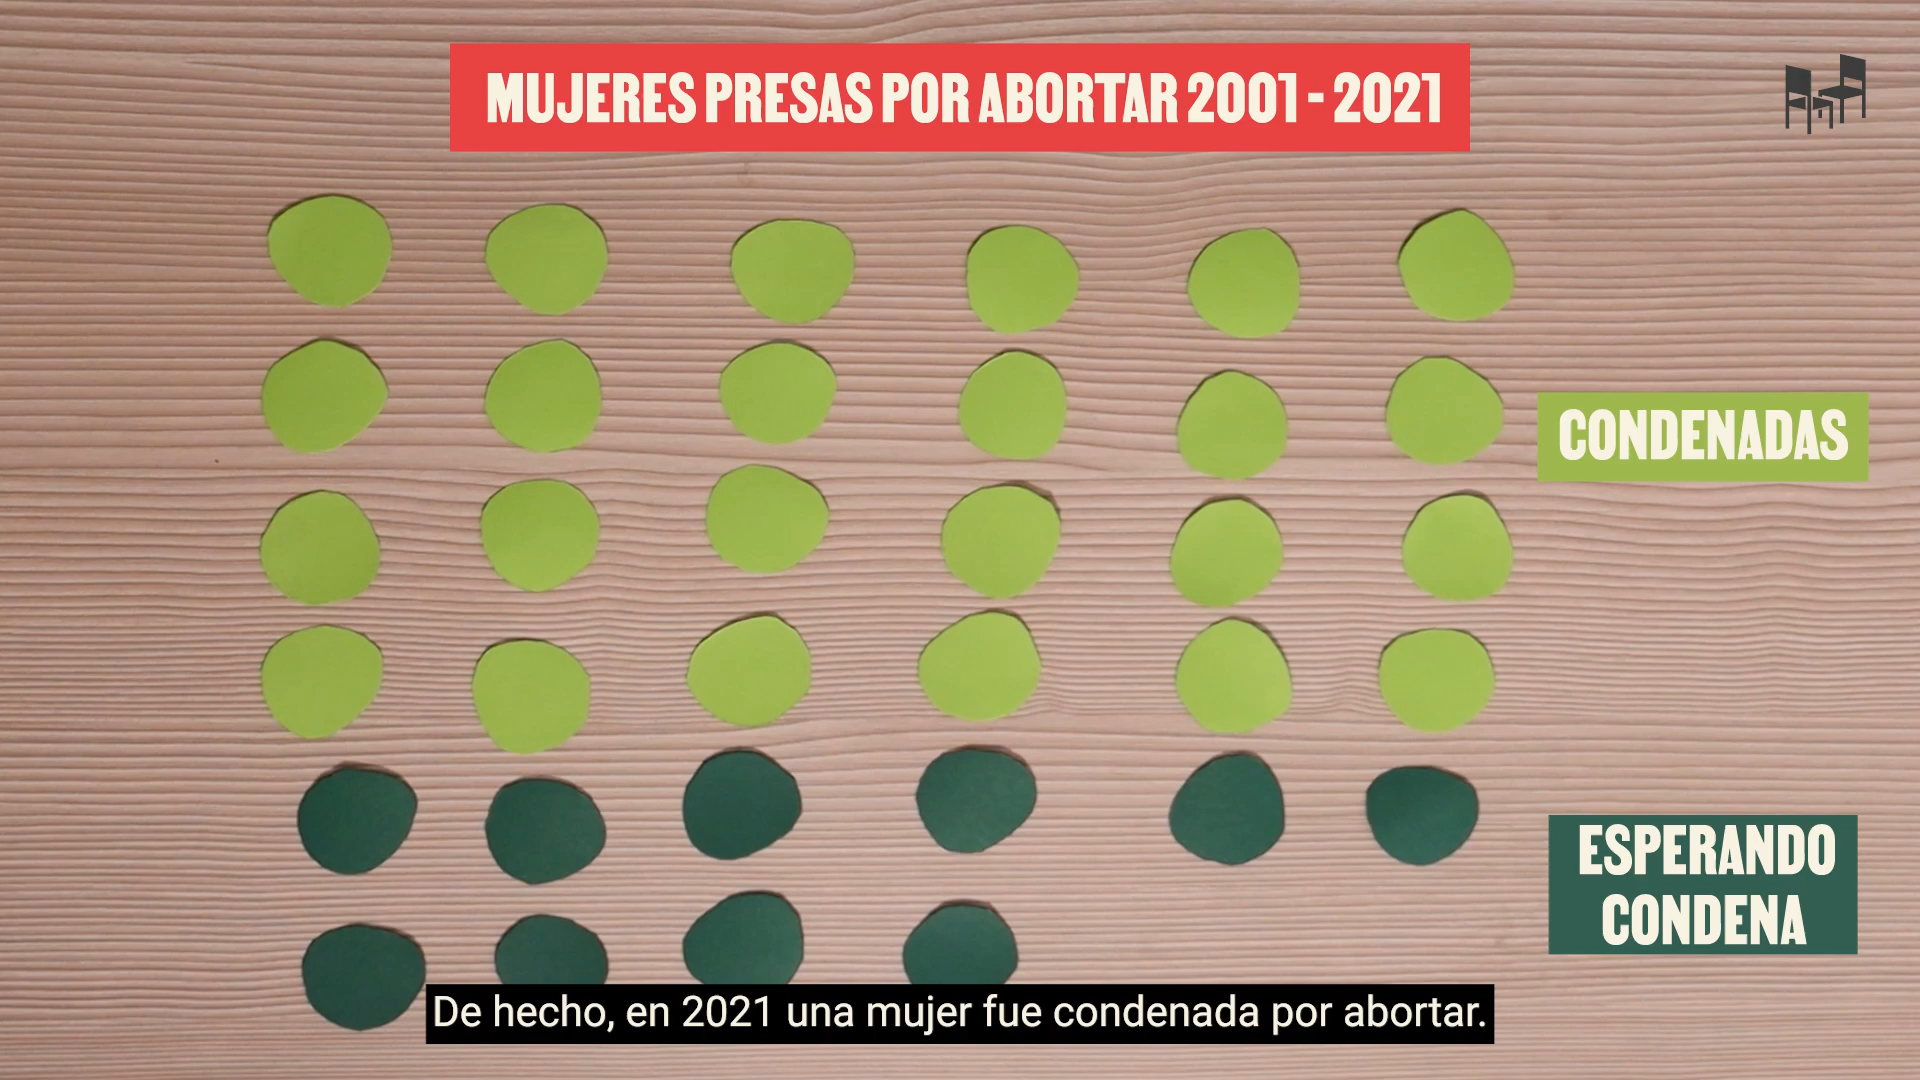 MUJERES PRESAS POR ABORTAR 2001 - 2021
CONDENADAS
ESPERANDO
CONDENA
De hecho, en 2021 una mujer fue condenada por abortar.